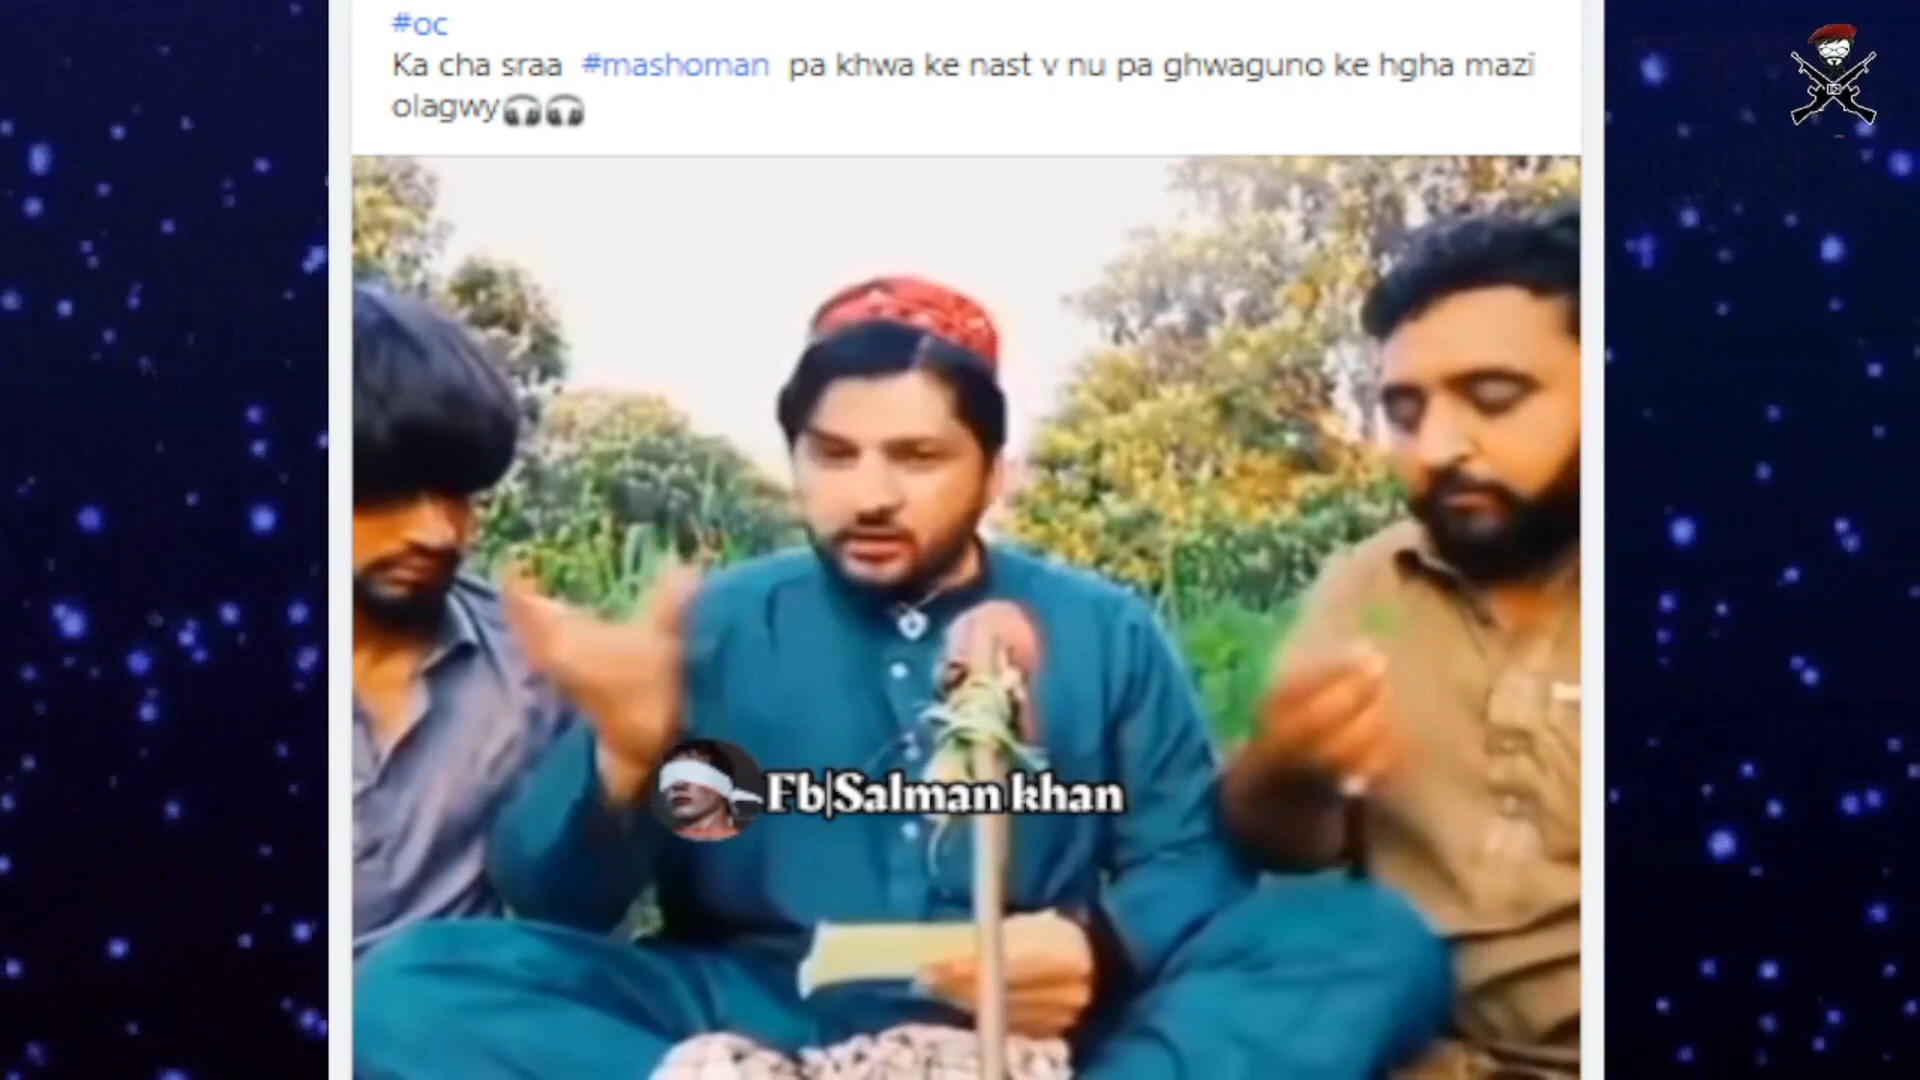 #oc
Ka cha sraa #mashoman pa khwa ke nast v nu pa ghwaguno ke hgha mazi
olagwy🎧🎧
Fb|Salman khan